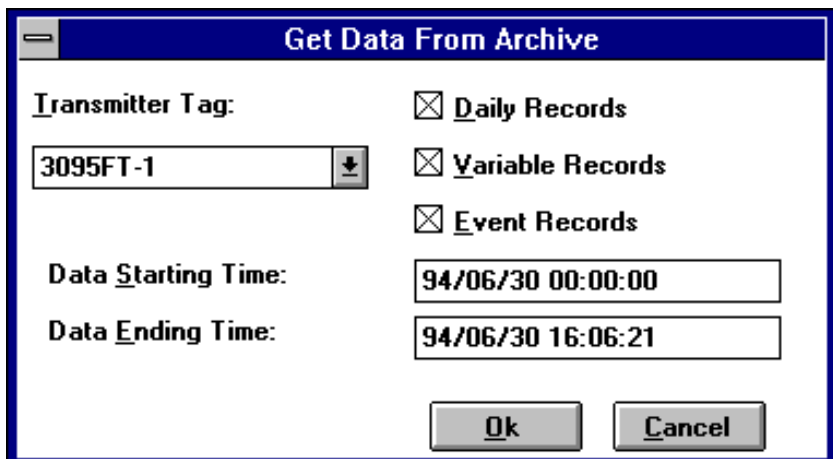 Get Data From Archive
Transmitter Tag:
3095FT-1
Daily Records
Variable Records
Event Records
Data Starting Time:
94/06/30 00:00:00
Data Ending Time:
94/06/30 16:06:21
Ok
Cancel